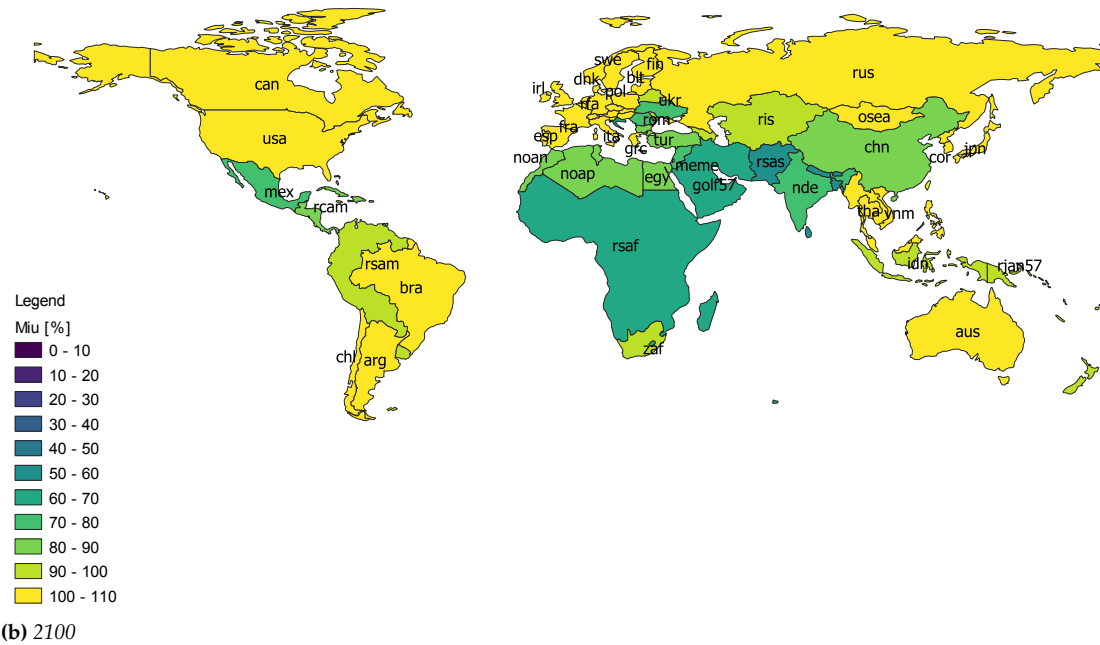 can
usa
mex
rcam
rsam
bra
chl
arg
swe
fin
dnk
blt
irl
pol
rfa
ukr
fra
rom
esp
ita
grc
tur
noan
noap
egy
meme
golf57
rsas
rsaf
zaf
rus
ris
osea
chn
cor
jpn
nde
tha
vnm
idn
rjan57
aus
Legend
Miu [%]
0 - 10
10 - 20
20 - 30
30 - 40
40 - 50
50 - 60
60 - 70
70 - 80
80 - 90
90 - 100
100 - 110
(b) 2100